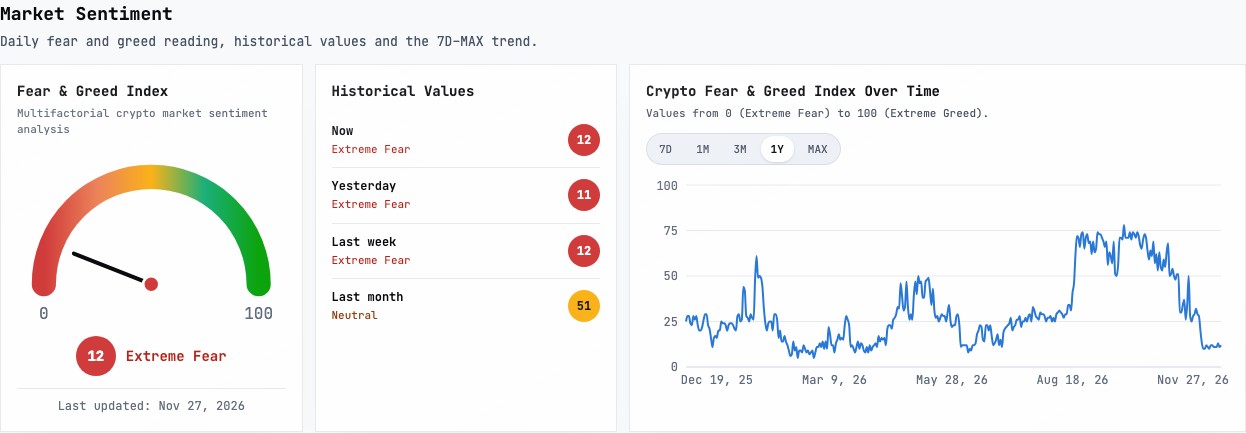 Market Sentiment
Daily fear and greed reading, historical values and the 7D-MAX trend.
Fear & Greed Index
Multifactorial crypto market sentiment
analysis
0
100
12
Extreme Fear
Last updated: Nov 27, 2026
Historical Values
Now
Extreme Fear
12
Yesterday
Extreme Fear
11
Last week
Extreme Fear
12
Last month
Neutral
51
Crypto Fear & Greed Index Over Time
Values from 0 (Extreme Fear) to 100 (Extreme Greed).
7D 1M 3M 1Y MAX
100
75
50
25
0
Dec 19, 25 Mar 9, 26 May 28, 26 Aug 18, 26 Nov 27, 26